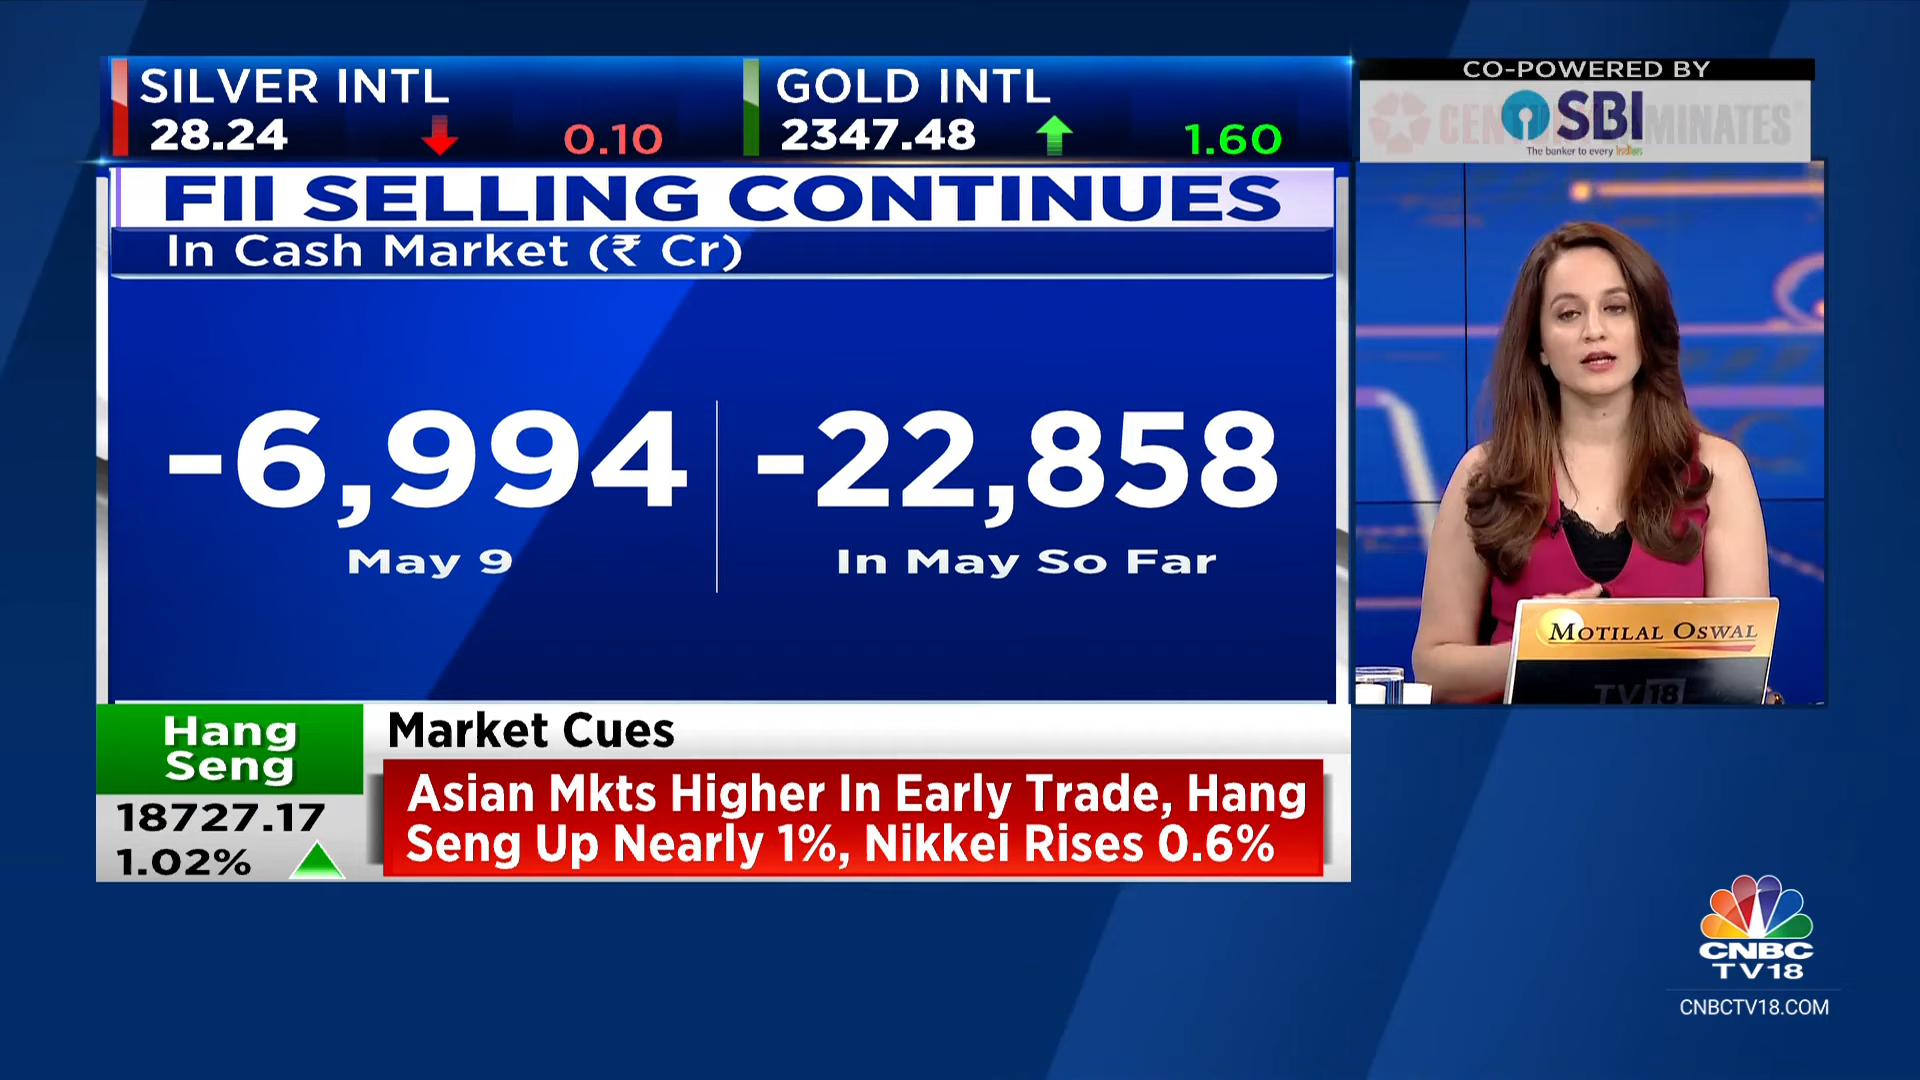 SILVER INTL
28.24 0.10
GOLD INTL
2347.48 1.60
CO-POWERED BY
SBI
The banker to every Indian
FII SELLING CONTINUES
In Cash Market (₹ Cr)
-6,994
May 9
-22,858
In May So Far
MOTILAL OSWAL
TV18
Hang
Seng
18727.17
1.02%
Market Cues
Asian Mkts Higher In Early Trade, Hang
Seng Up Nearly 1%, Nikkei Rises 0.6%
CNBC
TV18
CNBCTV18.COM